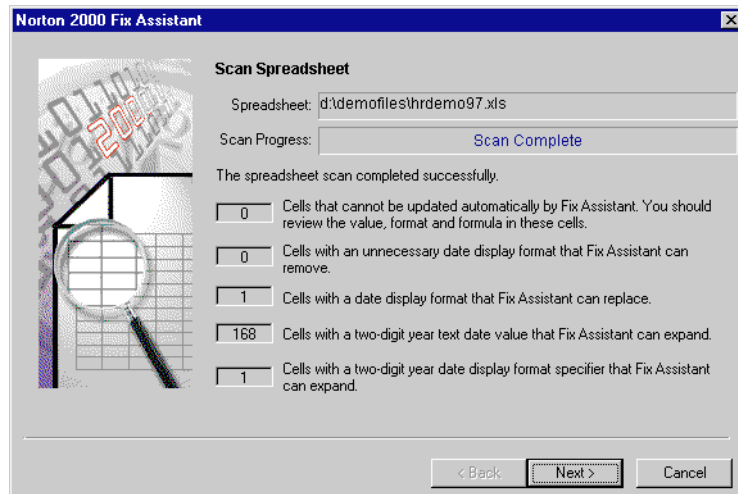 Norton 2000 Fix Assistant
Scan Spreadsheet
Spreadsheet: d:\demofiles\hrdemo97.xls
Scan Progress: Scan Complete
The spreadsheet scan completed successfully.
0 Cells that cannot be updated automatically by Fix Assistant. You should
review the value, format and formula in these cells.
0 Cells with an unnecessary date display format that Fix Assistant can
remove.
1 Cells with a date display format that Fix Assistant can replace.
168 Cells with a two-digit year text date value that Fix Assistant can expand.
1 Cells with a two-digit year date display format specifier that Fix Assistant
can expand.
< Back Next > Cancel